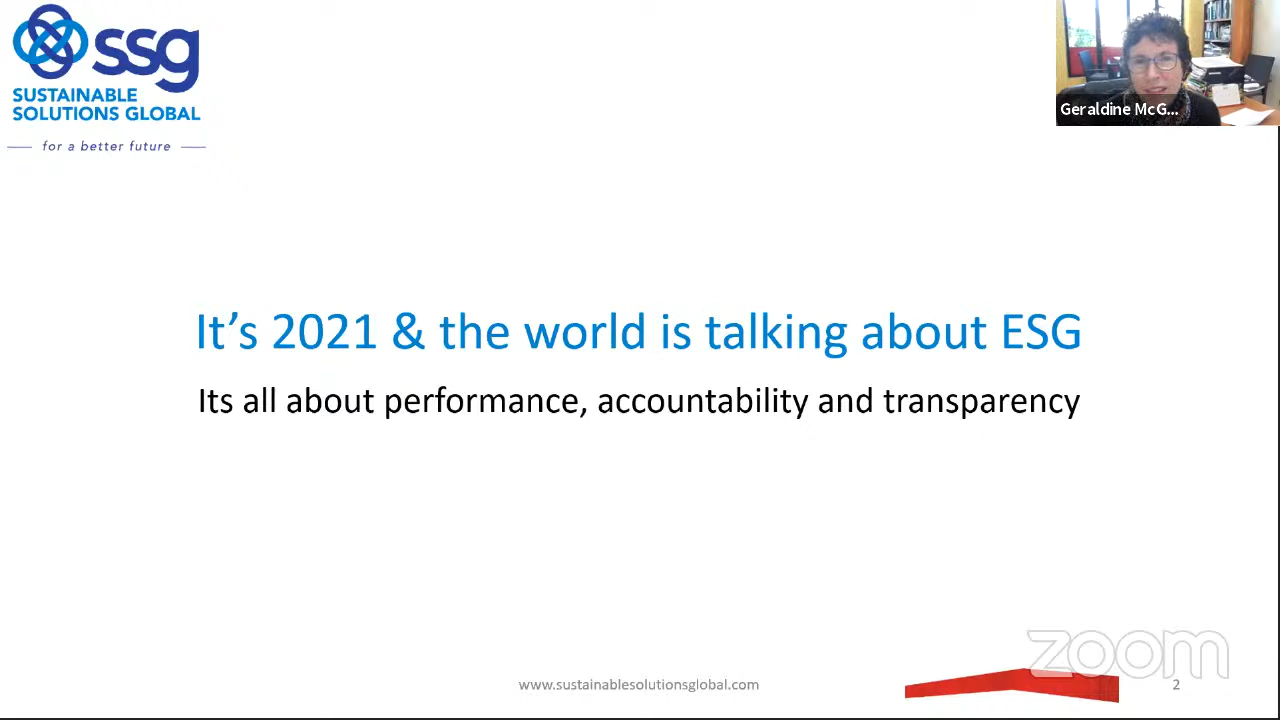 ssg
SUSTAINABLE
SOLUTIONS GLOBAL
for a better future
Geraldine McG...
It's 2021 & the world is talking about ESG
Its all about performance, accountability and transparency
zoom
www.sustainablesolutionsglobal.com
2